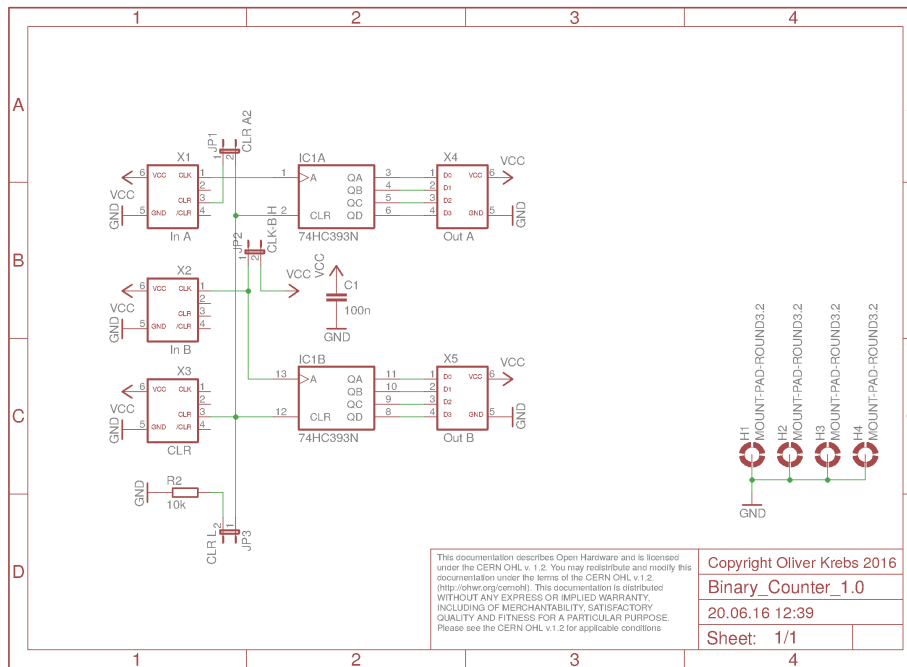 1 2 3 4
A
B
C
D
JP1
1
2
CLR A2
X1
6 VCC CLK 1
2
CLR 3
5 GND /CLR 4
In A
VCC
GND
IC1A
1 A QA 3
QB 4
QC 5
2 CLR QD 6
74HC393N
X4
1 D0 VCC 6
2 D1
3 D2
4 D3 GND 5
Out A
VCC
GND
JP2
1
2
CLK-B H
VCC
X2
6 VCC CLK 1
2
CLR 3
5 GND /CLR 4
In B
VCC
GND
VCC
C1
100n
GND
IC1B
13 A QA 11
QB 10
QC 9
12 CLR QD 8
74HC393N
X5
1 D0 VCC 6
2 D1
3 D2
4 D3 GND 5
Out B
VCC
GND
X3
6 VCC CLK 1
2
CLR 3
5 GND /CLR 4
CLR
VCC
GND
GND
R2
10k
CLR L
2
1
JP3
H1
MOUNT-PAD-ROUND3.2
H2
MOUNT-PAD-ROUND3.2
H3
MOUNT-PAD-ROUND3.2
H4
MOUNT-PAD-ROUND3.2
GND
This documentation describes Open Hardware and is licensed
under the CERN OHL v. 1.2. You may redistribute and modify this
documentation under the terms of the CERN OHL v.1.2.
(http://ohwr.org/cernohl). This documentation is distributed
WITHOUT ANY EXPRESS OR IMPLIED WARRANTY,
INCLUDING OF MERCHANTABILITY, SATISFACTORY
QUALITY AND FITNESS FOR A PARTICULAR PURPOSE.
Please see the CERN OHL v.1.2 for applicable conditions
Copyright Oliver Krebs 2016
Binary_Counter_1.0
20.06.16 12:39
Sheet: 1/1
1 2 3 4